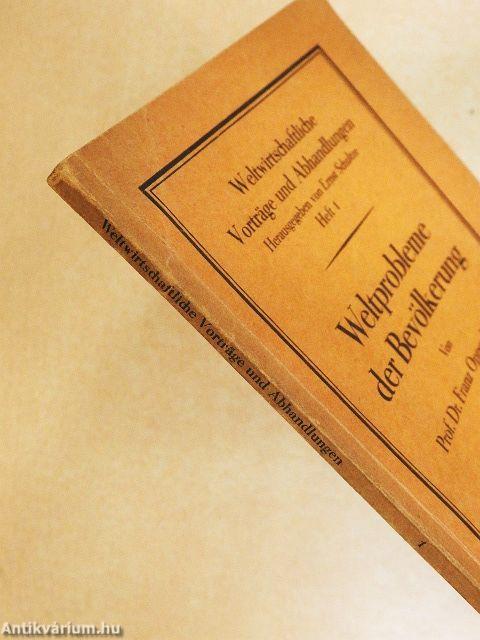 Weltwirtschaftliche
Vorträge und Abhandlungen
Herausgegeben von Ernst Schultze
Heft 1
Weltprobleme
der Bevölkerung
Von
Prof. Dr. Franz
Weltwirtschaftliche Vorträge und Abhandlungen
1
Antikvárium.hu